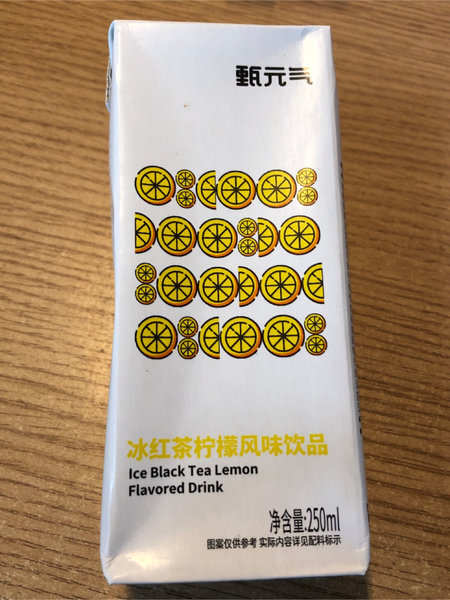 甄元气
冰红茶柠檬风味饮品
Ice Black Tea Lemon
Flavored Drink
净含量:250ml
图案仅供参考 实际内容详见配料标示